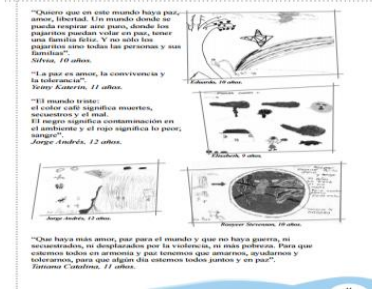 "Quiero que en este mundo haya paz,
amor, libertad. Un mundo donde se
pueda respirar aire puro, donde los
pajaritos puedan volar en paz, tener
una familia feliz. Y no sólo los
pajaritos sino todas las personas y sus
familias".
Silvia, 10 años.
"La paz es amor, la convivencia y
la tolerancia".
Yeimy Katerin, 11 años.
"El mundo triste:
el color café significa muertes,
secuestros y el mal.
El negro significa contaminación en
el ambiente y el rojo significa lo peor;
sangre".
Jorge Andrés, 12 años.
Eduardo, 10 años.
Elizabeth, 9 años.
Jorge Andrés, 12 años.
Stevenson, 10 años.
"Que haya más amor, paz para el mundo y que no haya guerra, ni
secuestrados, ni desplazados por la violencia, ni más pobreza. Para que
estemos todos en armonía y paz tenemos que amarnos, ayudarnos y
tolerarnos, para que algún día estemos todos juntos y en paz".
Tatiana Catalina, 11 años.